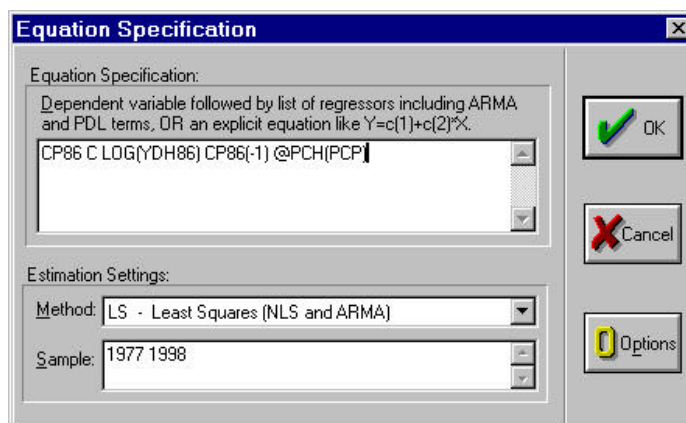 Equation Specification
Equation Specification:
Dependent variable followed by list of regressors including ARMA
and PDL terms, OR an explicit equation like Y=c(1)+c(2)*X.
CP86 C LOG(YDH86) CP86(-1) @PCH(PCP)
OK
Cancel
Estimation Settings:
Method: LS - Least Squares (NLS and ARMA)
Options
Sample: 1977 1998